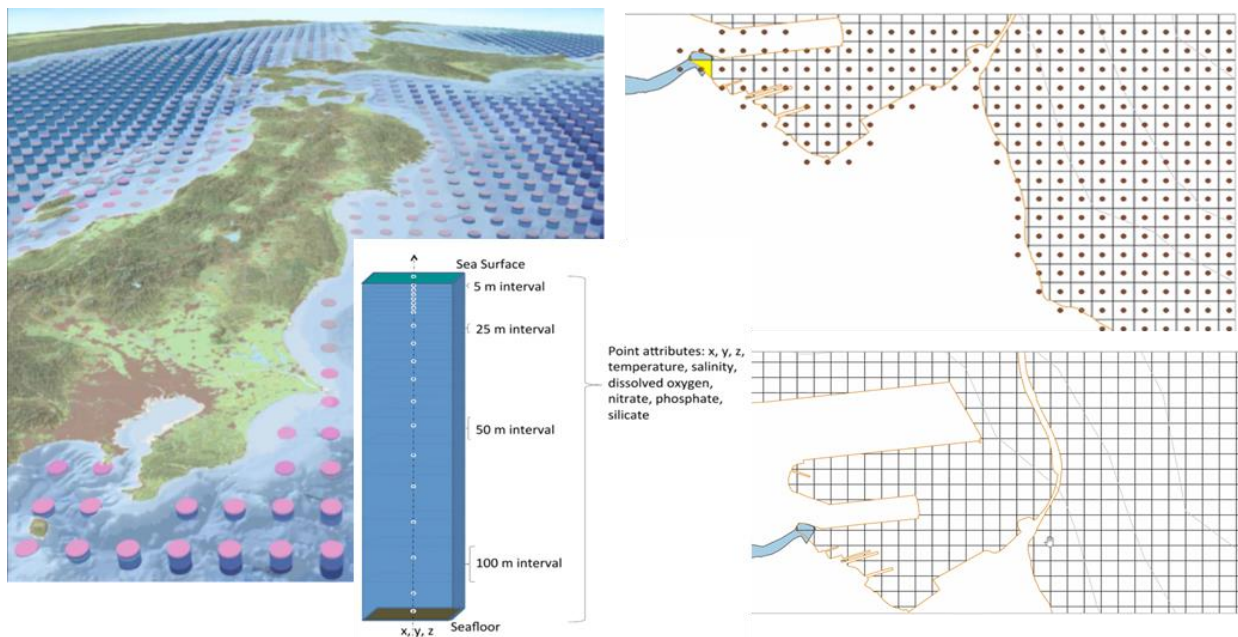 Sea Surface
5 m interval
25 m interval
Point attributes: x, y, z,
temperature, salinity,
dissolved oxygen,
nitrate, phosphate,
silicate
50 m interval
100 m interval
Seafloor
x, y, z